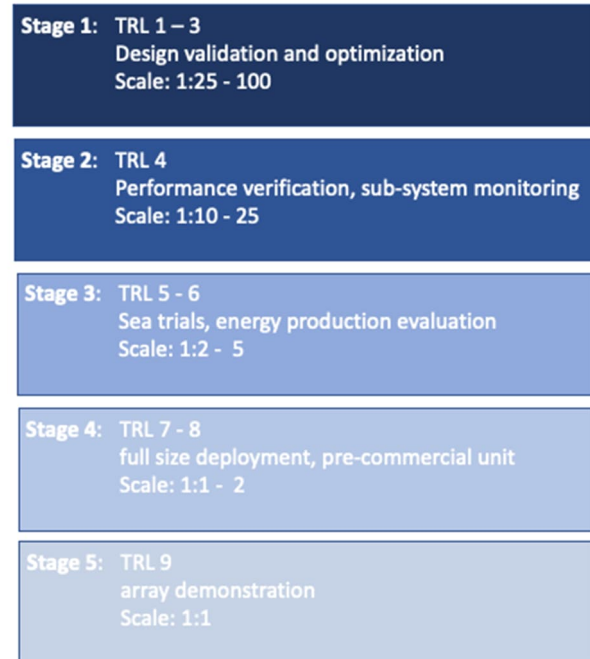 Stage 1: TRL 1 – 3
Design validation and optimization
Scale: 1:25 - 100
Stage 2: TRL 4
Performance verification, sub-system monitoring
Scale: 1:10 - 25
Stage 3: TRL 5 - 6
Sea trials, energy production evaluation
Scale: 1:2 - 5
Stage 4: TRL 7 - 8
full size deployment, pre-commercial unit
Scale: 1:1 - 2
Stage 5: TRL 9
array demonstration
Scale: 1:1